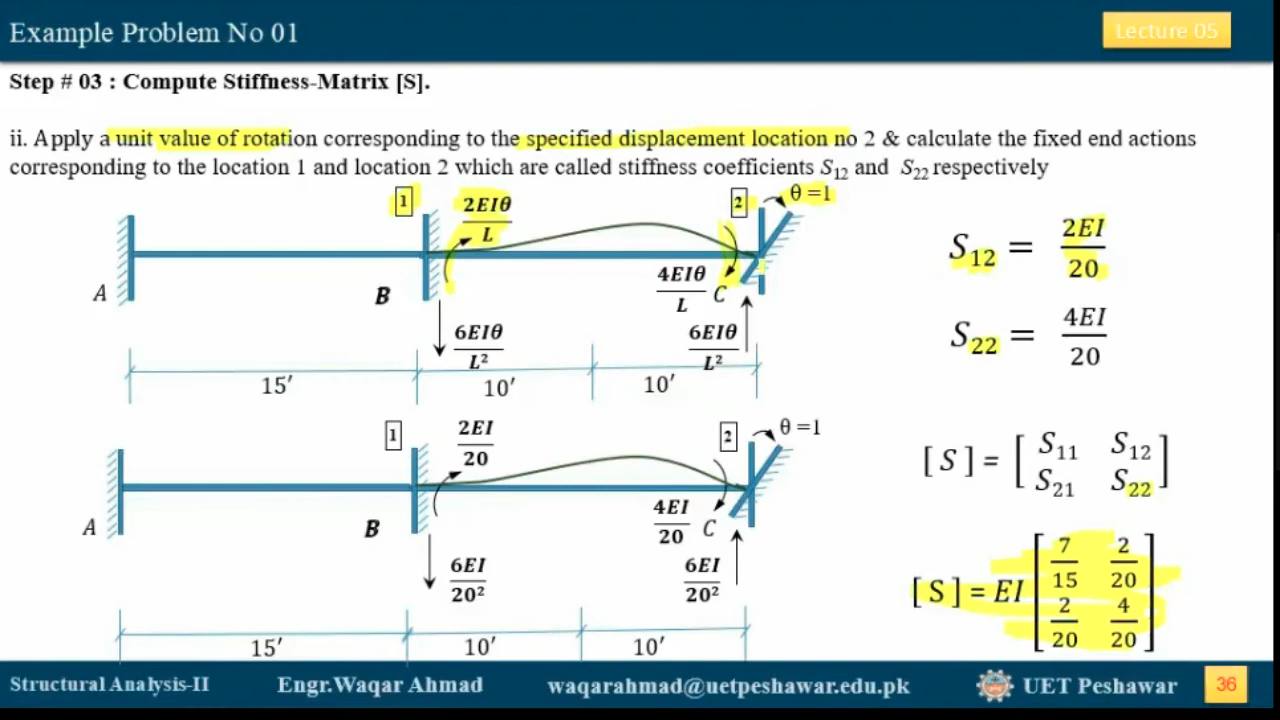 Example Problem No 01
Lecture 05
Step # 03 : Compute Stiffness-Matrix [S].
ii. Apply a unit value of rotation corresponding to the specified displacement location no 2 & calculate the fixed end actions
corresponding to the location 1 and location 2 which are called stiffness coefficients S₁₂ and S₂₂ respectively
1
2EIθ/L
2
θ =1
A
B
4EIθ/L
C
6EIθ/L²
6EIθ/L²
15′
10′
10′
S₁₂ = 2EI/20
S₂₂ = 4EI/20
1
2EI/20
2
θ =1
A
B
4EI/20
C
6EI/20²
6EI/20²
15′
10′
10′
[ S ] = [ S₁₁ S₁₂
S₂₁ S₂₂ ]
[ S ] = EI [ 7/15 2/20
2/20 4/20 ]
Structural Analysis-II
Engr.Waqar Ahmad
waqarahmad@uetpeshawar.edu.pk
UET Peshawar
36